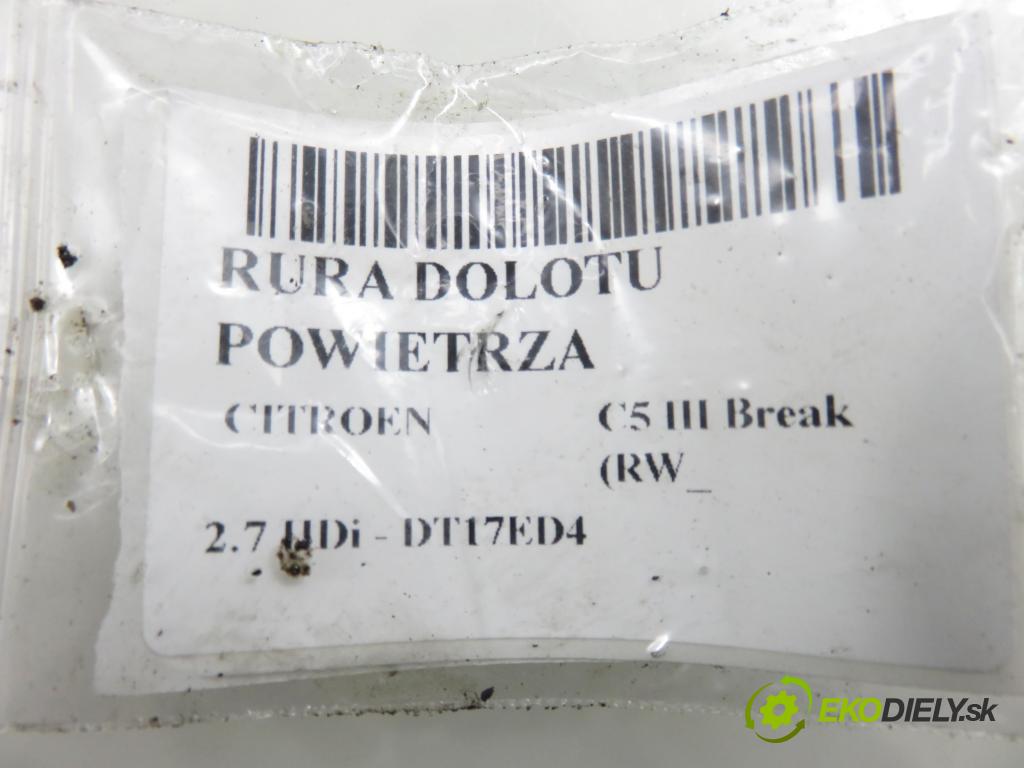 RURA DOLOTU
POWIETRZA
CITROEN C5 III Break
(RW_
2.7 HDi - DT17ED4
EKODIELY.sk